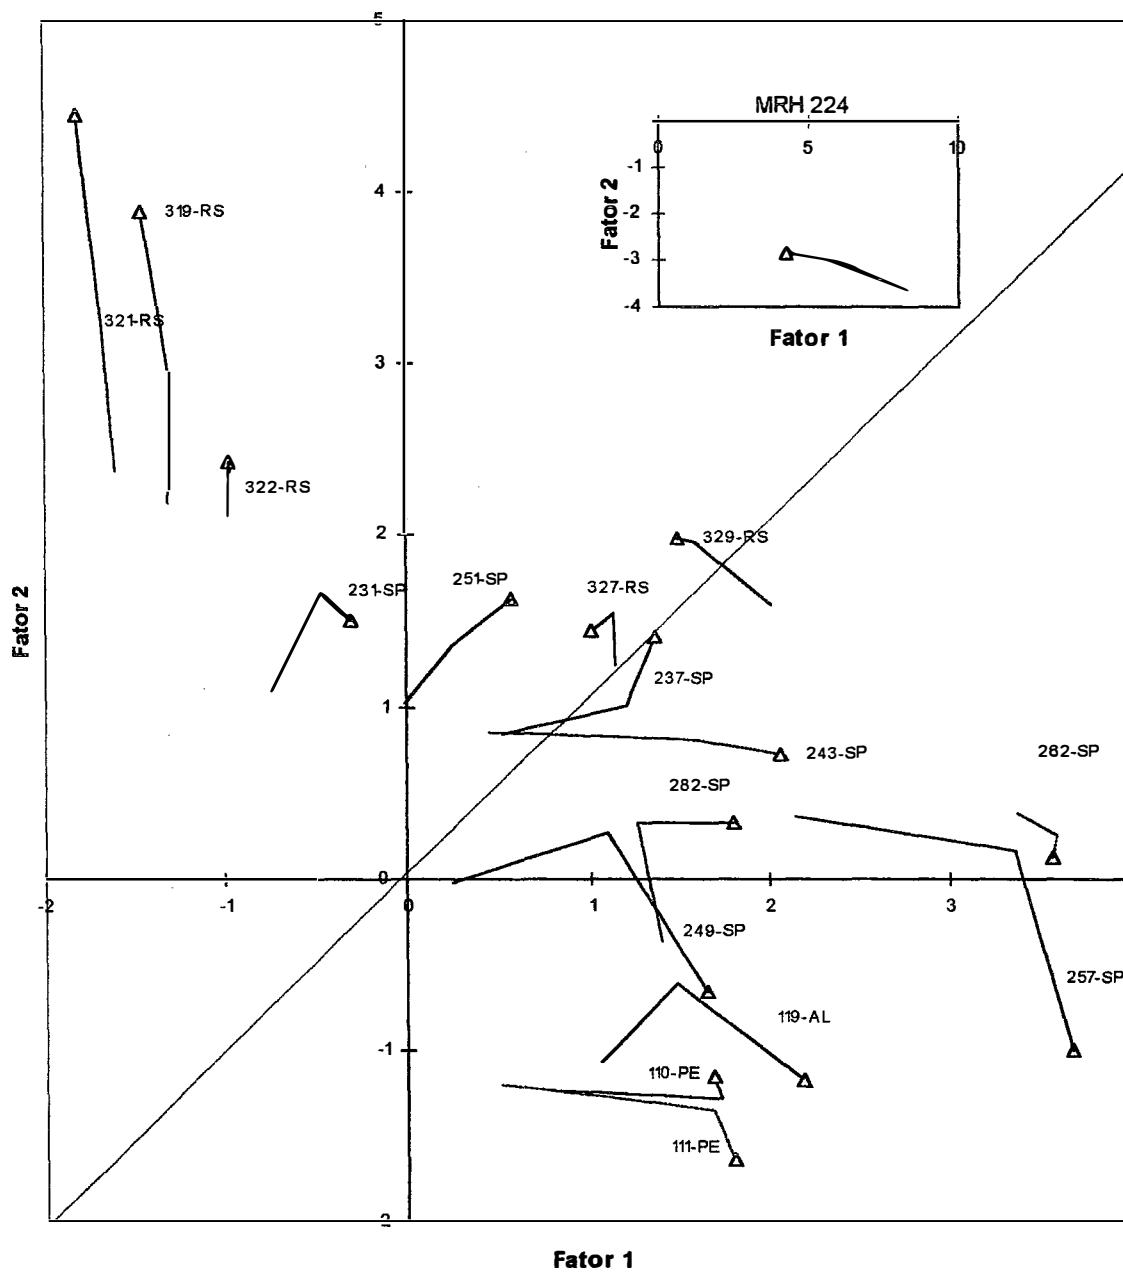 5
MRH 224
0
5
10
-1
-2
-3
-4
Fator 2
Fator 1
4
319-RS
321-RS
3
322-RS
2
329-RS
231-SP
251-SP
327-RS
Fator 2
237-SP
1
243-SP
262-SP
282-SP
0
-2
-1
0
1
2
3
249-SP
257-SP
119-AL
-1
110-PE
111-PE
Fator 1